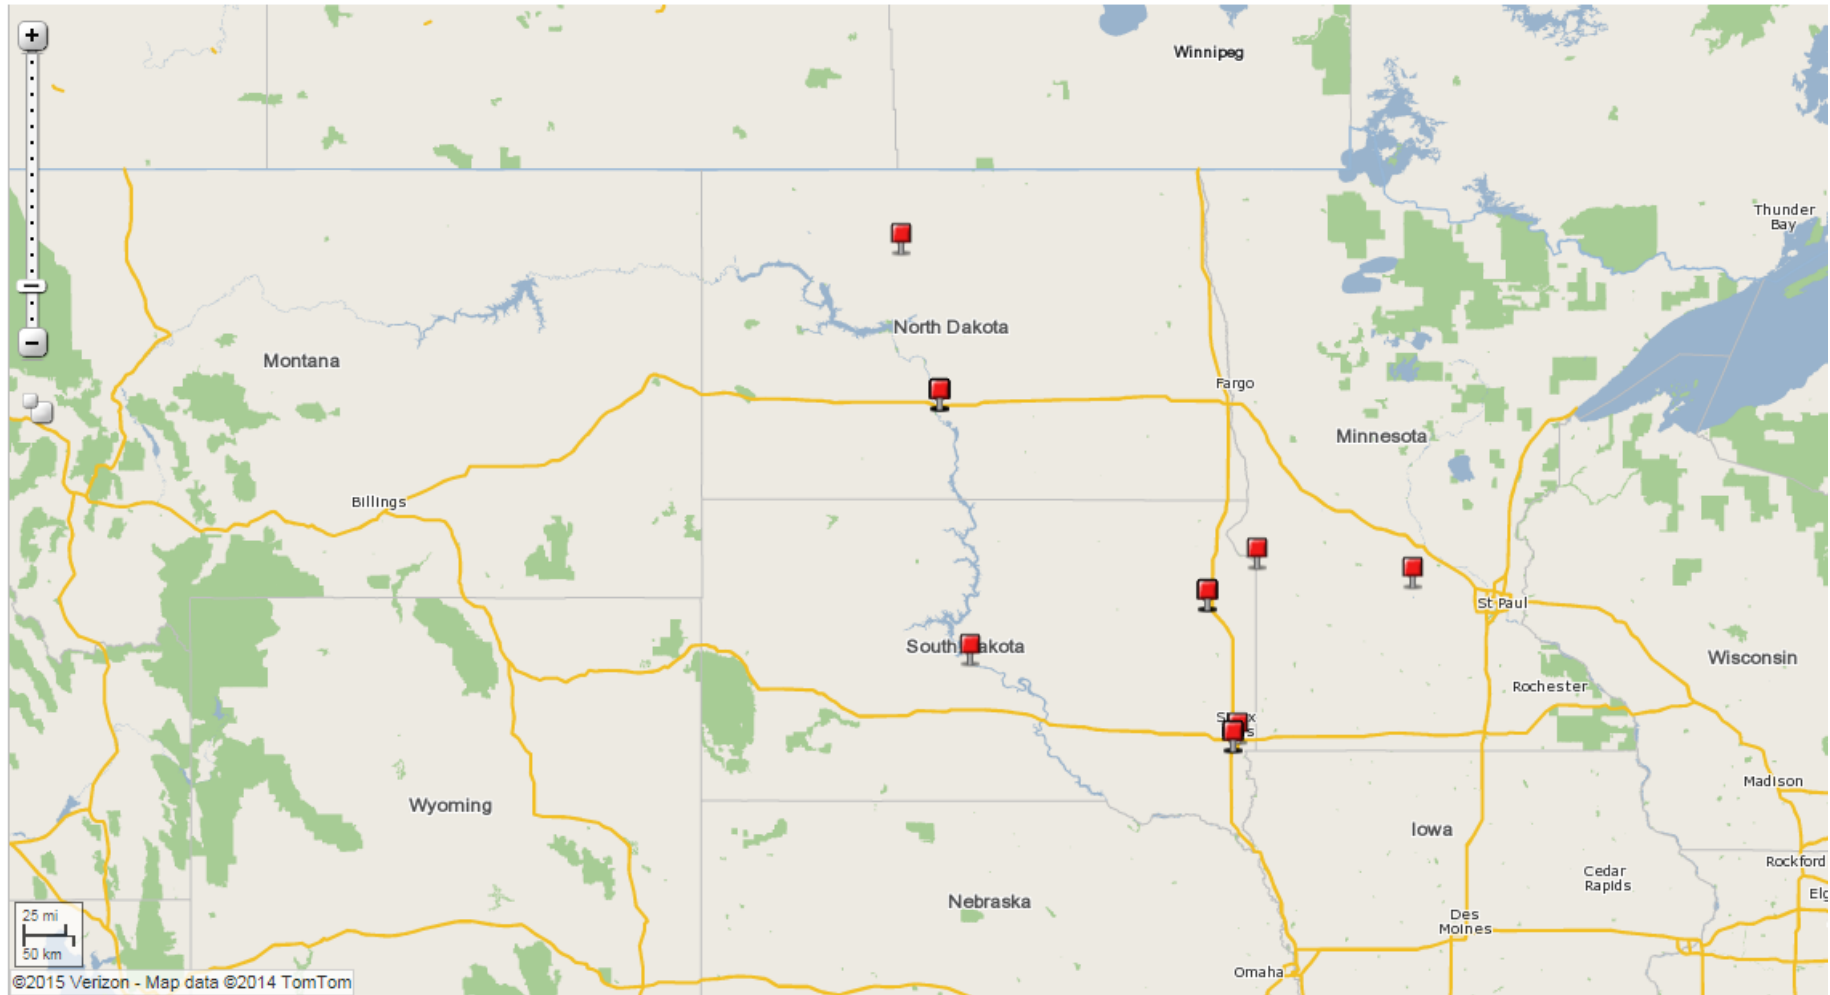 +
Winnipeg
Thunder
Bay
North Dakota
Montana
−
Fargo
Minnesota
Billings
St Paul
South Dakota
Wisconsin
Rochester
Madison
Wyoming
Iowa
Rockford
Cedar
Rapids
Elg
Nebraska
25 mi
Des
Moines
50 km
Omaha
©2015 Verizon - Map data ©2014 TomTom